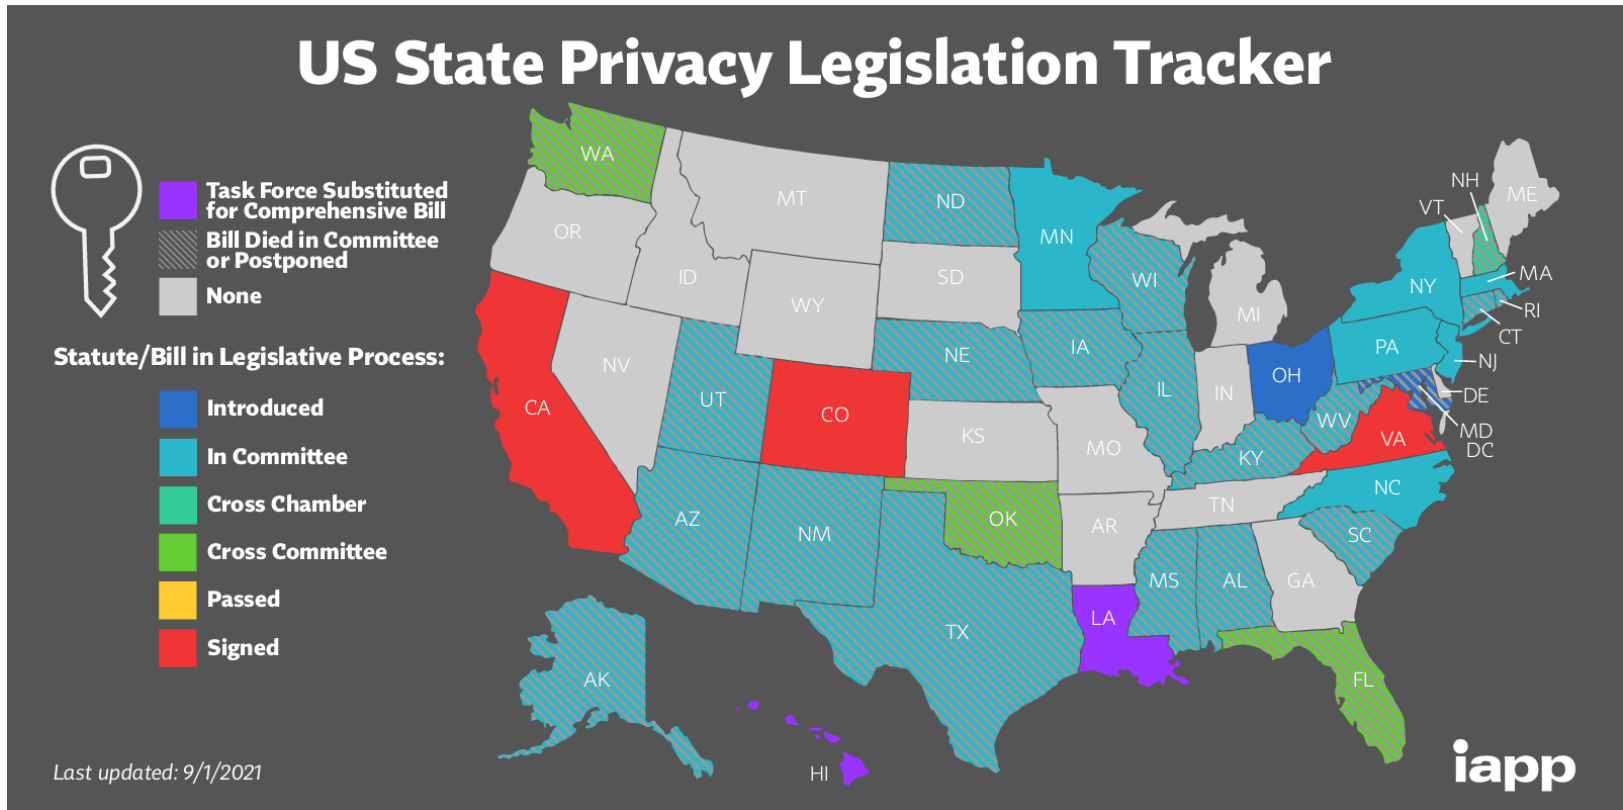 US State Privacy Legislation Tracker
Task Force Substituted
for Comprehensive Bill
Bill Died in Committee
or Postponed
None
Statute/Bill in Legislative Process:
Introduced
In Committee
Cross Chamber
Cross Committee
Passed
Signed
WA
OR
CA
ID
NV
MT
WY
UT
CO
AZ
NM
ND
SD
NE
KS
OK
TX
MN
IA
MO
AR
LA
WI
IL
MI
IN
OH
KY
TN
MS
AL
GA
FL
SC
NC
VA
WV
PA
NY
VT
NH
ME
MA
RI
CT
NJ
DE
MD
DC
AK
HI
Last updated: 9/1/2021
iapp